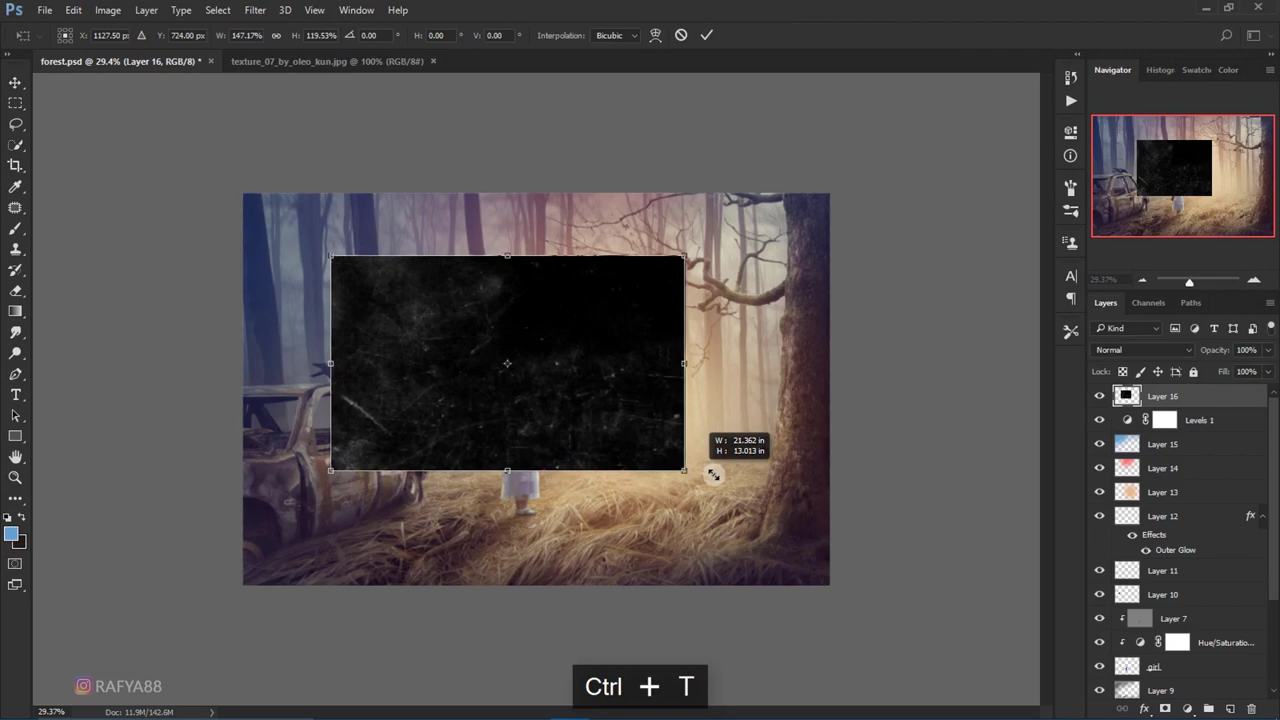 Ps File Edit Image Layer Type Select Filter 3D View Window Help
X: 1127.50 px Y: 724.00 px W: 147.17% H: 119.53% 0.00 ° H: 0.00 ° V: 0.00 ° Interpolation: Bicubic
forest.psd @ 29.4% (Layer 16, RGB/8) * × texture_07_by_oleo_kun.jpg @ 100% (RGB/8#) ×
Navigator Histogr Swatch Color
29.37%
Layers Channels Paths
Kind
Normal Opacity: 100%
Lock: Fill: 100%
Layer 16
Levels 1
Layer 15
Layer 14
Layer 13
Layer 12 fx
Effects
Outer Glow
Layer 11
Layer 10
Layer 7
Hue/Saturatio...
girl
Layer 9
W: 21.362 in
H: 13.013 in
Ctrl + T
RAFYA88
29.37% Doc: 11.9M/142.6M